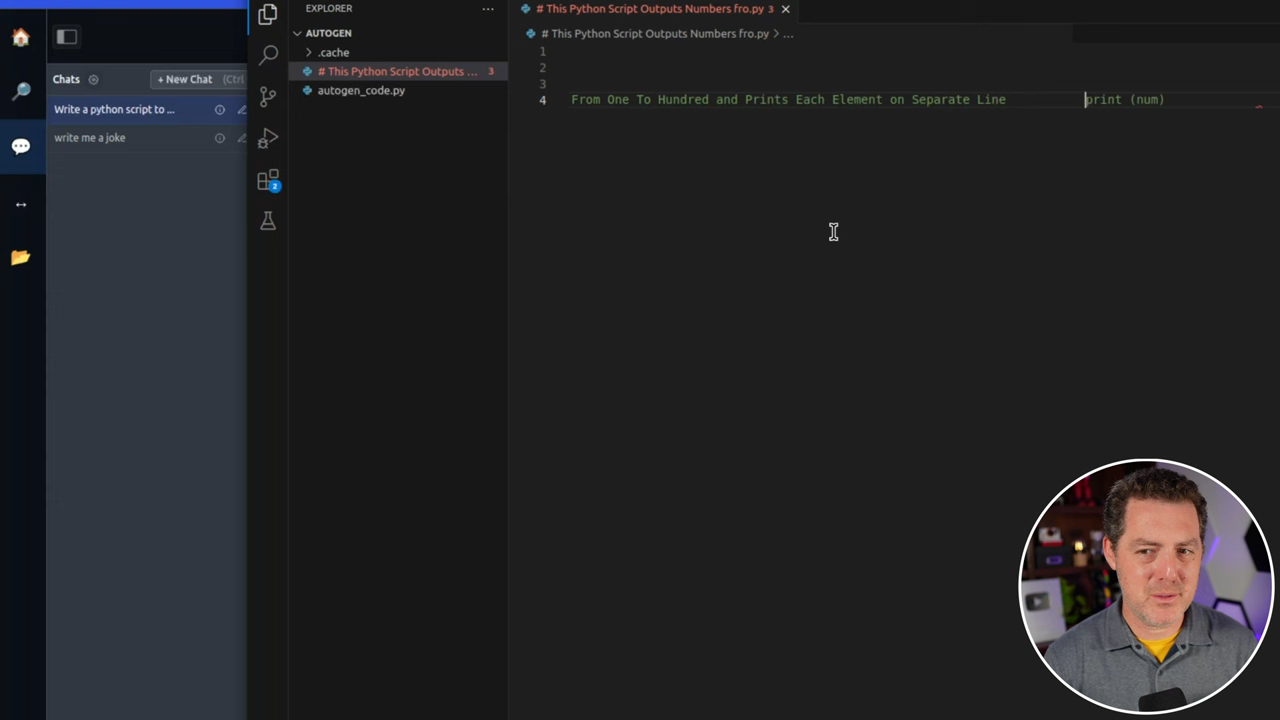 Chats
+ New Chat (Ctrl
Write a python script to ...
write me a joke
EXPLORER
AUTOGEN
.cache
# This Python Script Outputs ... 3
autogen_code.py
2
# This Python Script Outputs Numbers fro.py 3
# This Python Script Outputs Numbers fro.py > ...
1
2
3
4 From One To Hundred and Prints Each Element on Separate Line print (num)